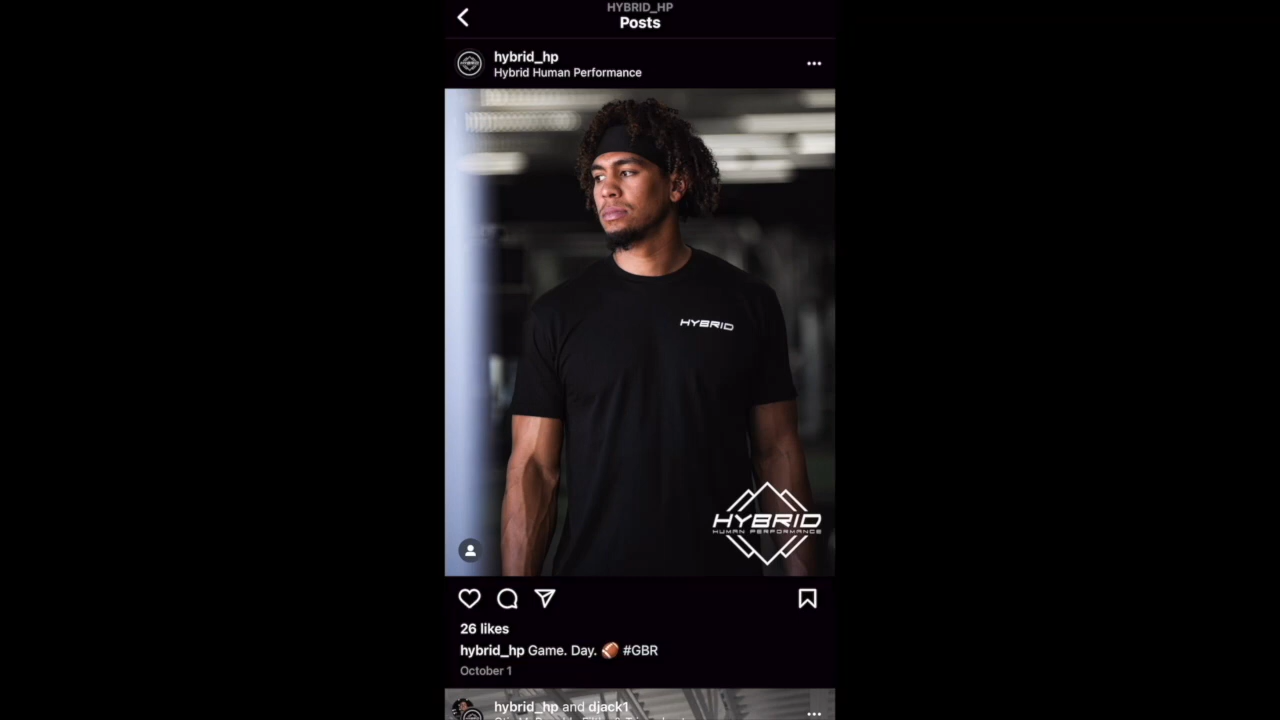 HYBRID_HP
Posts
hybrid_hp
Hybrid Human Performance
HYBRID
HYBRID
HUMAN PERFORMANCE
26 likes
hybrid_hp Game. Day. 🏈 #GBR
October 1
hybrid_hp and djack1